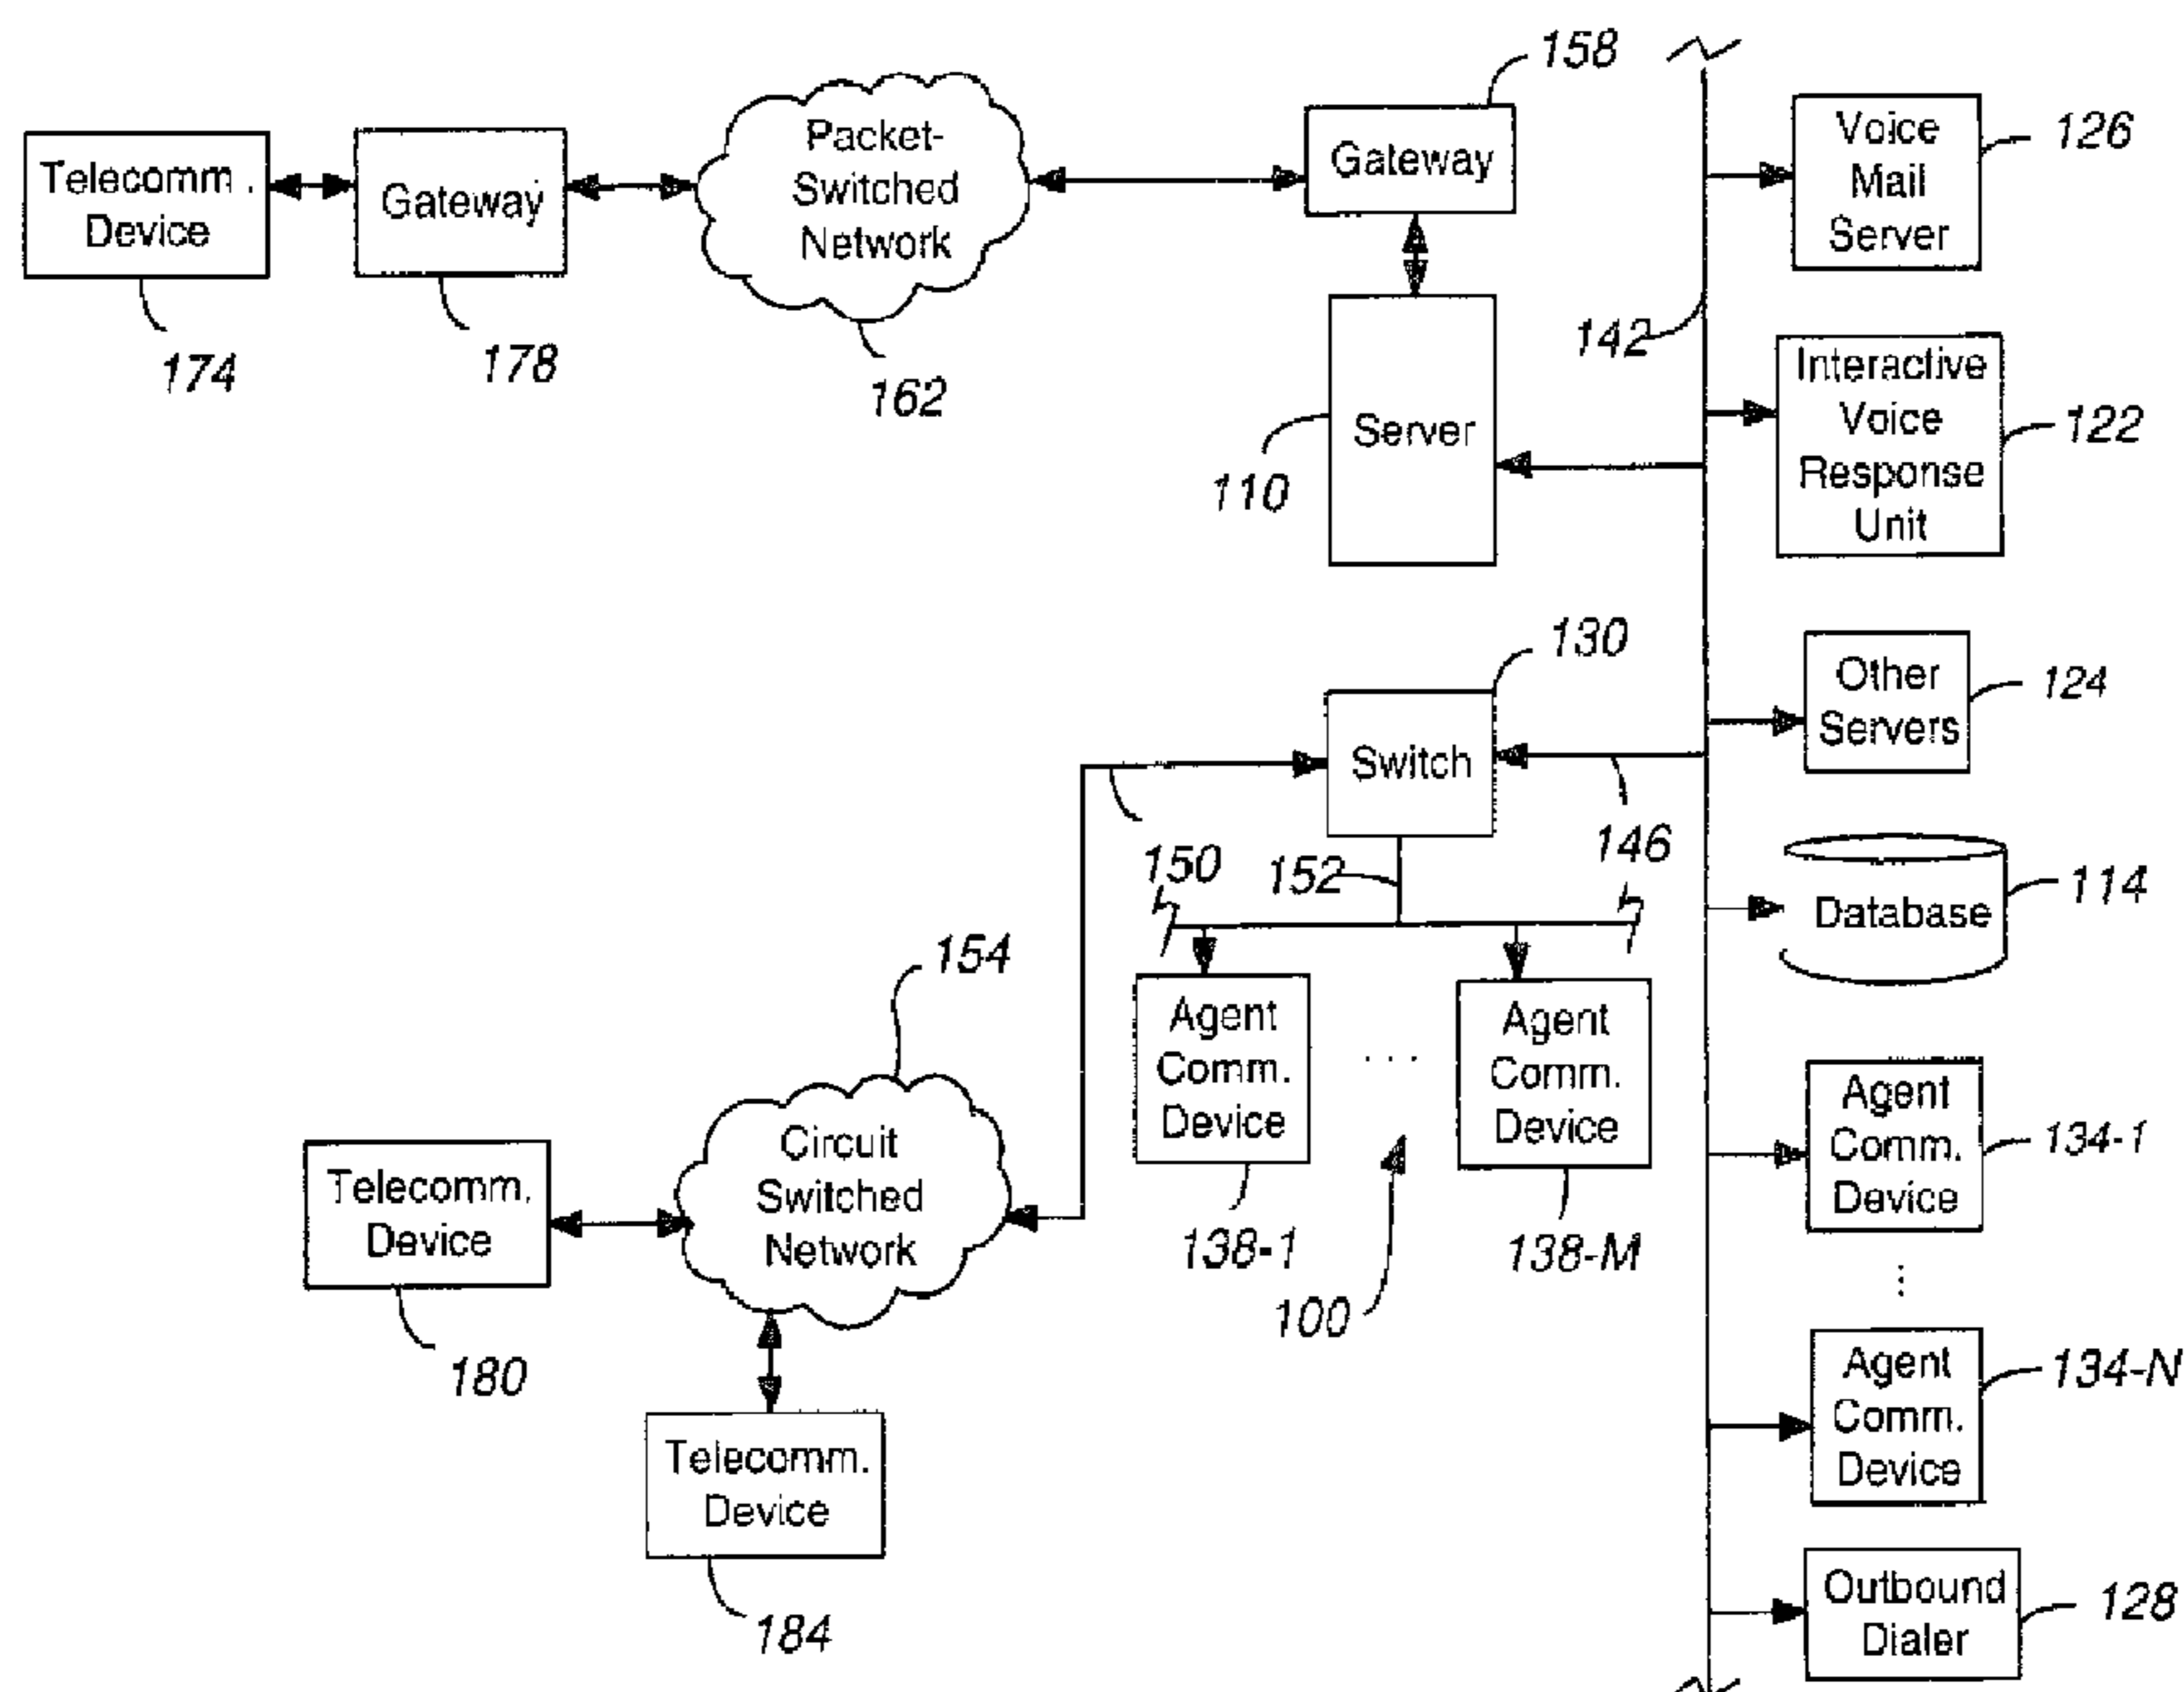 158
Voice
Mail
Server
126
Packet-
Switched
Network
Gateway
Telecomm.
Device
Gateway
174
178
162
142
Interactive
Voice
Response
Unit
122
Server
110
130
Other
Servers
124
Switch
146
150
152
Database
114
154
Agent
Comm.
Device
. . .
Agent
Comm.
Device
Agent
Comm.
Device
134-1
Circuit
Switched
Network
Telecomm.
Device
138-1
138-M
100
...
180
Agent
Comm.
Device
134-N
Telecomm.
Device
184
Outbound
Dialer
128